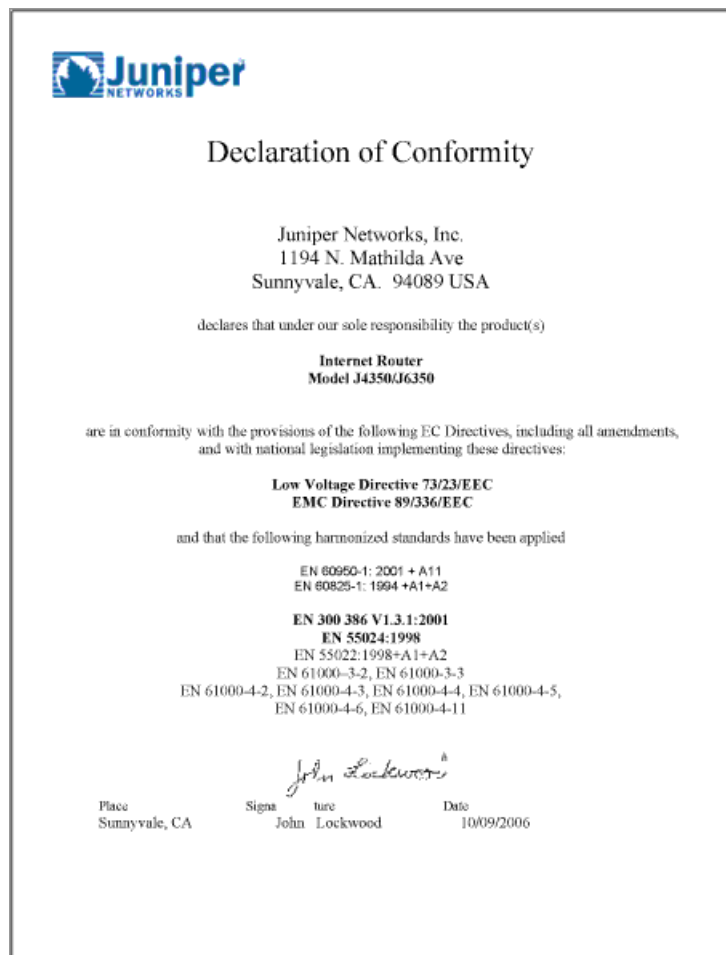 Juniper
NETWORKS
Declaration of Conformity
Juniper Networks, Inc.
1194 N. Mathilda Ave
Sunnyvale, CA. 94089 USA
declares that under our sole responsibility the product(s)
Internet Router
Model J4350/J6350
are in conformity with the provisions of the following EC Directives, including all amendments,
and with national legislation implementing these directives:
Low Voltage Directive 73/23/EEC
EMC Directive 89/336/EEC
and that the following harmonized standards have been applied
EN 60950-1: 2001 + A11
EN 60825-1: 1994 +A1+A2
EN 300 386 V1.3.1:2001
EN 55024:1998
EN 55022:1998+A1+A2
EN 61000-3-2, EN 61000-3-3
EN 61000-4-2, EN 61000-4-3, EN 61000-4-4, EN 61000-4-5,
EN 61000-4-6, EN 61000-4-11
John Lockwood
Place Signa ture Date
Sunnyvale, CA John Lockwood 10/09/2006